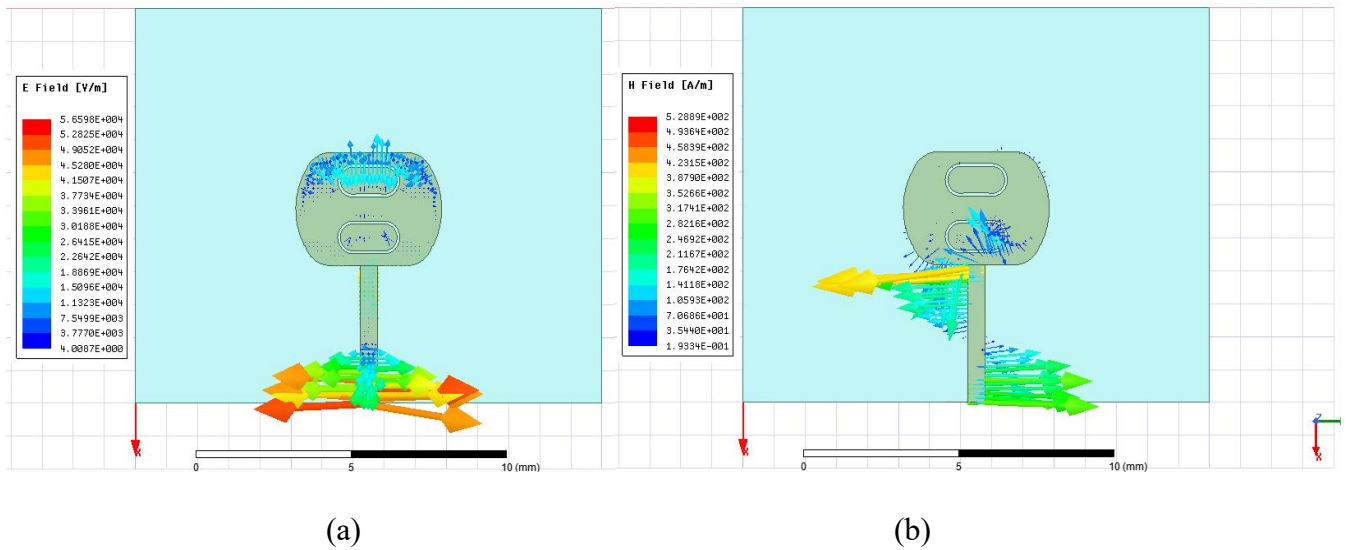 E Field [V/m]
5.6598E+004
5.2825E+004
4.9052E+004
4.5280E+004
4.1507E+004
3.7734E+004
3.3961E+004
3.0188E+004
2.6415E+004
2.2642E+004
1.8869E+004
1.5096E+004
1.1323E+004
7.5499E+003
3.7770E+003
4.0087E+000
X
0 5 10 (mm)
(a)
H Field [A/m]
5.2889E+002
4.9364E+002
4.5839E+002
4.2315E+002
3.8790E+002
3.5266E+002
3.1741E+002
2.8216E+002
2.4692E+002
2.1167E+002
1.7642E+002
1.4118E+002
1.0593E+002
7.0686E+001
3.5440E+001
1.9334E-001
X
Z
X
0 5 10 (mm)
(b)